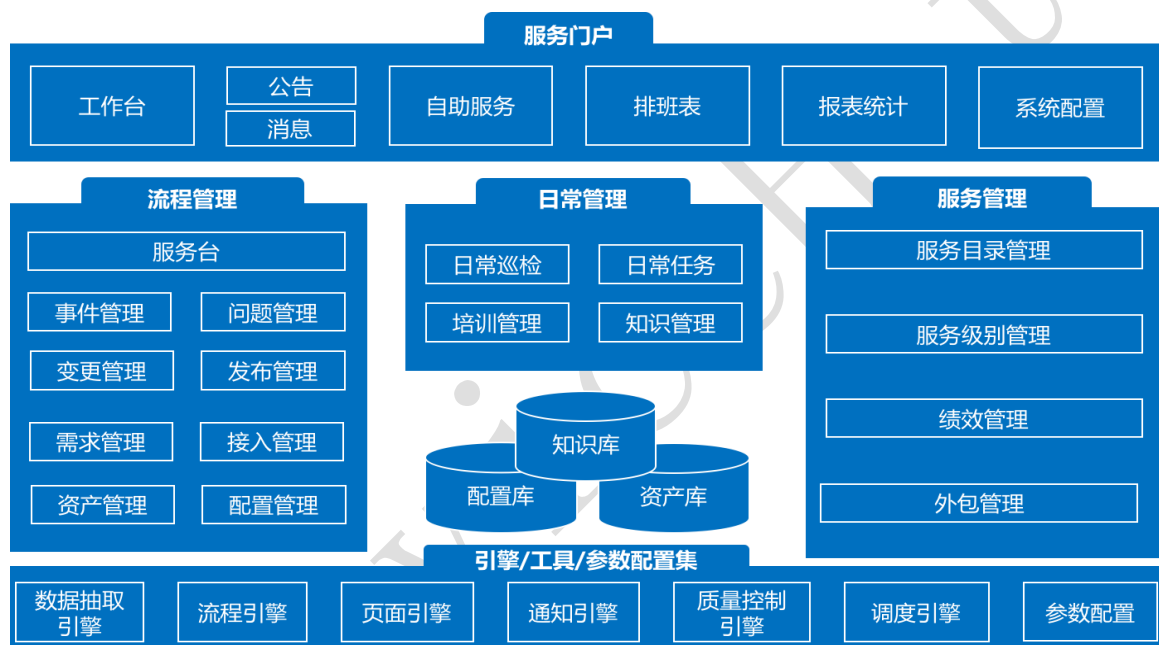 服务门户
工作台
公告
消息
自助服务
排班表
报表统计
系统配置
流程管理
服务台
事件管理
问题管理
变更管理
发布管理
需求管理
接入管理
资产管理
配置管理
日常管理
日常巡检
日常任务
培训管理
知识管理
知识库
配置库
资产库
服务管理
服务目录管理
服务级别管理
绩效管理
外包管理
引擎/工具/参数配置集
数据抽取
引擎
流程引擎
页面引擎
通知引擎
质量控制
引擎
调度引擎
参数配置